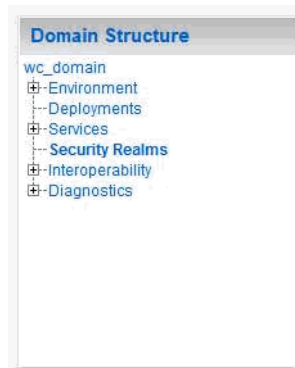 Domain Structure
wc_domain
Environment
Deployments
Services
Security Realms
Interoperability
Diagnostics